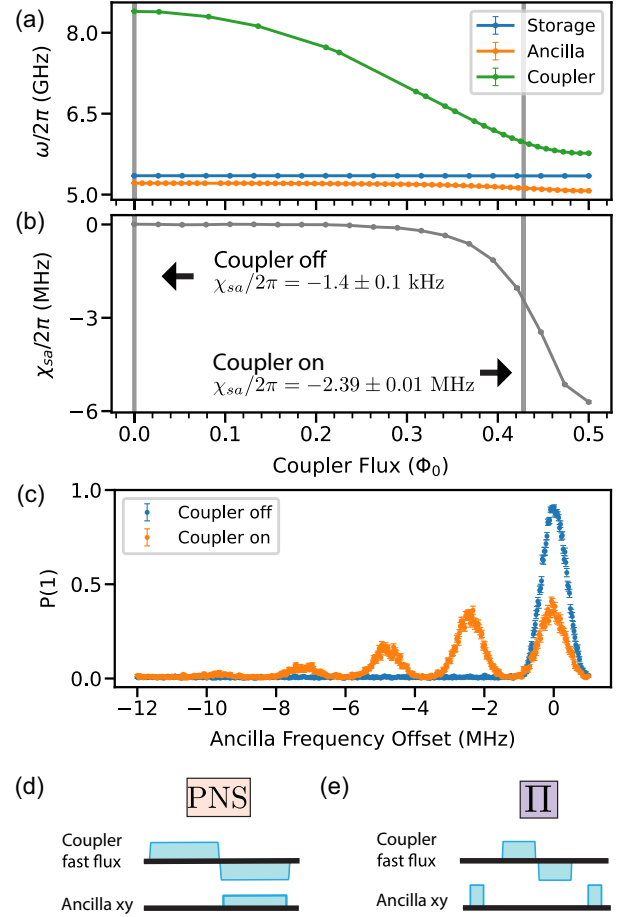 (a)
8.0
6.5
5.0
ω/2π (GHz)
Storage
Ancilla
Coupler
(b)
0
−3
−6
χsa/2π (MHz)
Coupler off
χsa/2π = −1.4 ± 0.1 kHz
Coupler on
χsa/2π = −2.39 ± 0.01 MHz
0.0 0.1 0.2 0.3 0.4 0.5
Coupler Flux (Φ0)
(c)
1.0
0.5
0.0
P(1)
Coupler off
Coupler on
−12 −10 −8 −6 −4 −2 0
Ancilla Frequency Offset (MHz)
(d)
PNS
Coupler
fast flux
Ancilla xy
(e)
Π
Coupler
fast flux
Ancilla xy